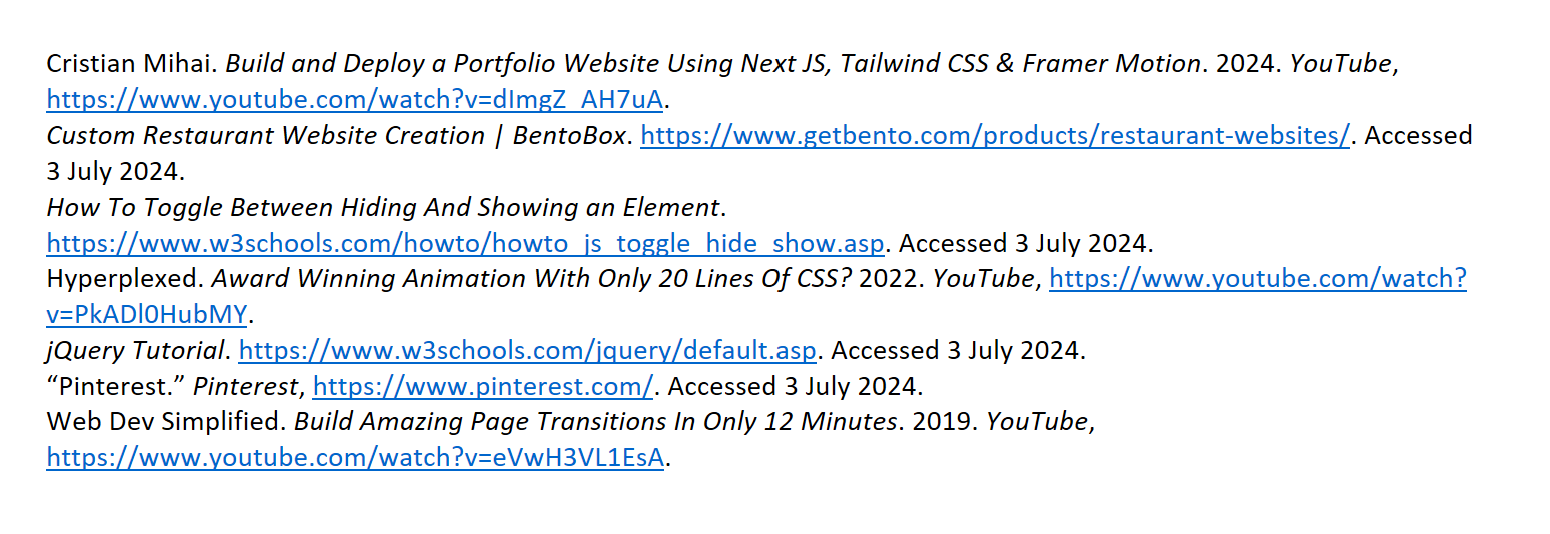 Cristian Mihai. Build and Deploy a Portfolio Website Using Next JS, Tailwind CSS & Framer Motion. 2024. YouTube,
https://www.youtube.com/watch?v=dImgZ_AH7uA.
Custom Restaurant Website Creation | BentoBox. https://www.getbento.com/products/restaurant-websites/. Accessed
3 July 2024.
How To Toggle Between Hiding And Showing an Element.
https://www.w3schools.com/howto/howto_js_toggle_hide_show.asp. Accessed 3 July 2024.
Hyperplexed. Award Winning Animation With Only 20 Lines Of CSS? 2022. YouTube, https://www.youtube.com/watch?
v=PkADl0HubMY.
jQuery Tutorial. https://www.w3schools.com/jquery/default.asp. Accessed 3 July 2024.
“Pinterest.” Pinterest, https://www.pinterest.com/. Accessed 3 July 2024.
Web Dev Simplified. Build Amazing Page Transitions In Only 12 Minutes. 2019. YouTube,
https://www.youtube.com/watch?v=eVwH3VL1EsA.